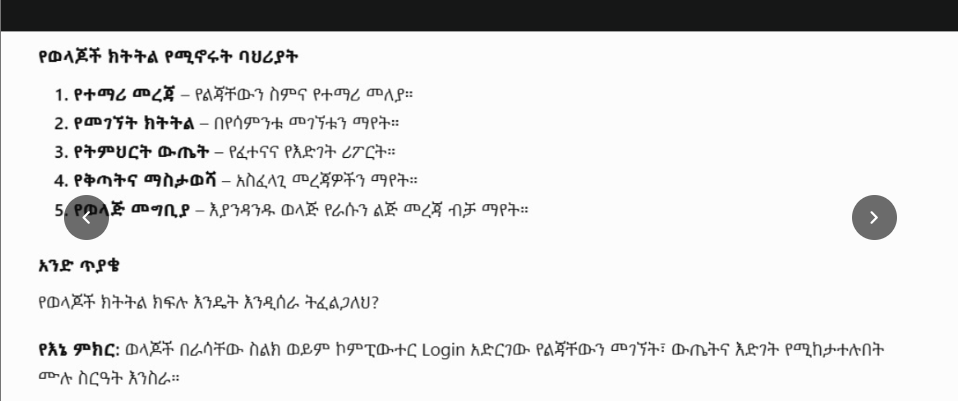 የወላጆች ክትትል የሚኖሩት ባህሪያት
1. የተማሪ መረጃ – የልጃቸውን ስምና የተማሪ መለያ።
2. የመገኘት ክትትል – በየሳምንቱ መገኘቱን ማየት።
3. የትምህርት ውጤት – የፈተናና የእድገት ሪፖርት።
4. የቅጣትና ማስታወሻ – አስፈላጊ መረጃዎችን ማየት።
5. የወላጅ መግቢያ – እያንዳንዱ ወላጅ የራሱን ልጅ መረጃ ብቻ ማየት።
አንድ ጥያቄ
የወላጆች ክትትል ክፍሉ እንዴት እንዲሰራ ትፈልጋለህ?
የእኔ ምክር: ወላጆች በራሳቸው ስልክ ወይም ኮምፒውተር Login አድርገው የልጃቸውን መገኘት፣ ውጤትና እድገት የሚከታተሉበት
ሙሉ ስርዓት እንስራ።